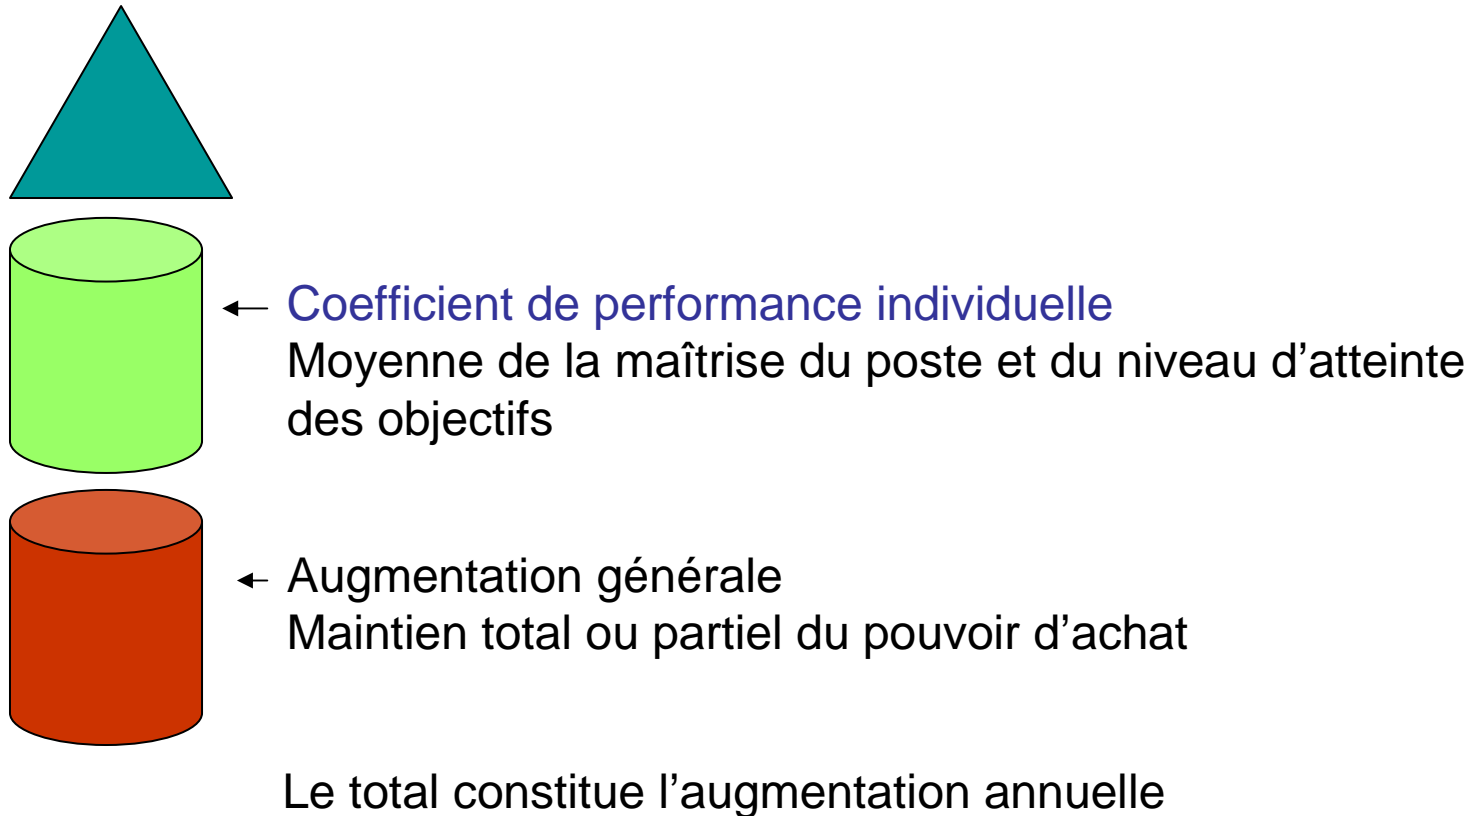 Coefficient de performance individuelle
Moyenne de la maîtrise du poste et du niveau d’atteinte
des objectifs
Augmentation générale
Maintien total ou partiel du pouvoir d’achat
Le total constitue l’augmentation annuelle